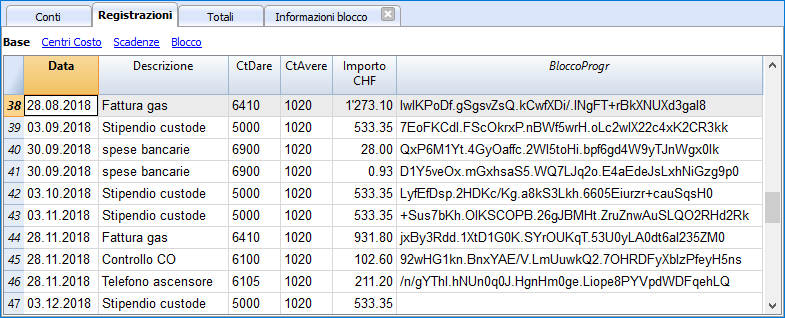 Conti Registrazioni Totali Informazioni blocco
Base Centri Costo Scadenze Blocco
Data Descrizione CtDare CtAvere Importo CHF BloccoProgr
38 28.08.2018 Fattura gas 6410 1020 1'273.10 IwlKPoDf.gSgsvZsQ.kCwfXDi/.lNgFT+rBkXNUXd3gal8
39 03.09.2018 Stipendio custode 5000 1020 533.35 7EoFKCdl.FScOkrxP.nBWf5wrH.oLc2wlX22c4xK2CR3kk
40 30.09.2018 spese bancarie 6900 1020 28.00 QxP6M1Yt.4GyOaffc.2Wl5toHi.bpf6gd4W9yTJnWgx0lk
41 30.09.2018 spese bancarie 6900 1020 0.93 D1Y5veOx.mGxhsaS5.WQ7LJq2o.E4aEdeJsLxhNiGzg9p0
42 03.10.2018 Stipendio custode 5000 1020 533.35 LyfEfDsp.2HDKc/Kg.a8kS3Lkh.6605Eiurzr+cauSqsH0
43 03.11.2018 Stipendio custode 5000 1020 533.35 +Sus7bKh.OlKSCOPB.26gJBMHt.ZruZnwAuSLQO2RHd2Rk
44 28.11.2018 Fattura gas 6410 1020 931.80 jxBy3Rdd.1XtD1G0K.SYrOUKqT.53U0yLA0dt6al235ZM0
45 28.11.2018 Controllo CO 6100 1020 102.60 92wHG1kn.BnxYAE/V.LmUuwkQ2.7OHRDFyXblzPfeyH5ns
46 28.11.2018 Telefono ascensore 6105 1020 211.20 /n/gYThl.hNUn0q0J.HgnHm0ge.Liope8PYVpdWDFqehLQ
47 03.12.2018 Stipendio custode 5000 1020 533.35